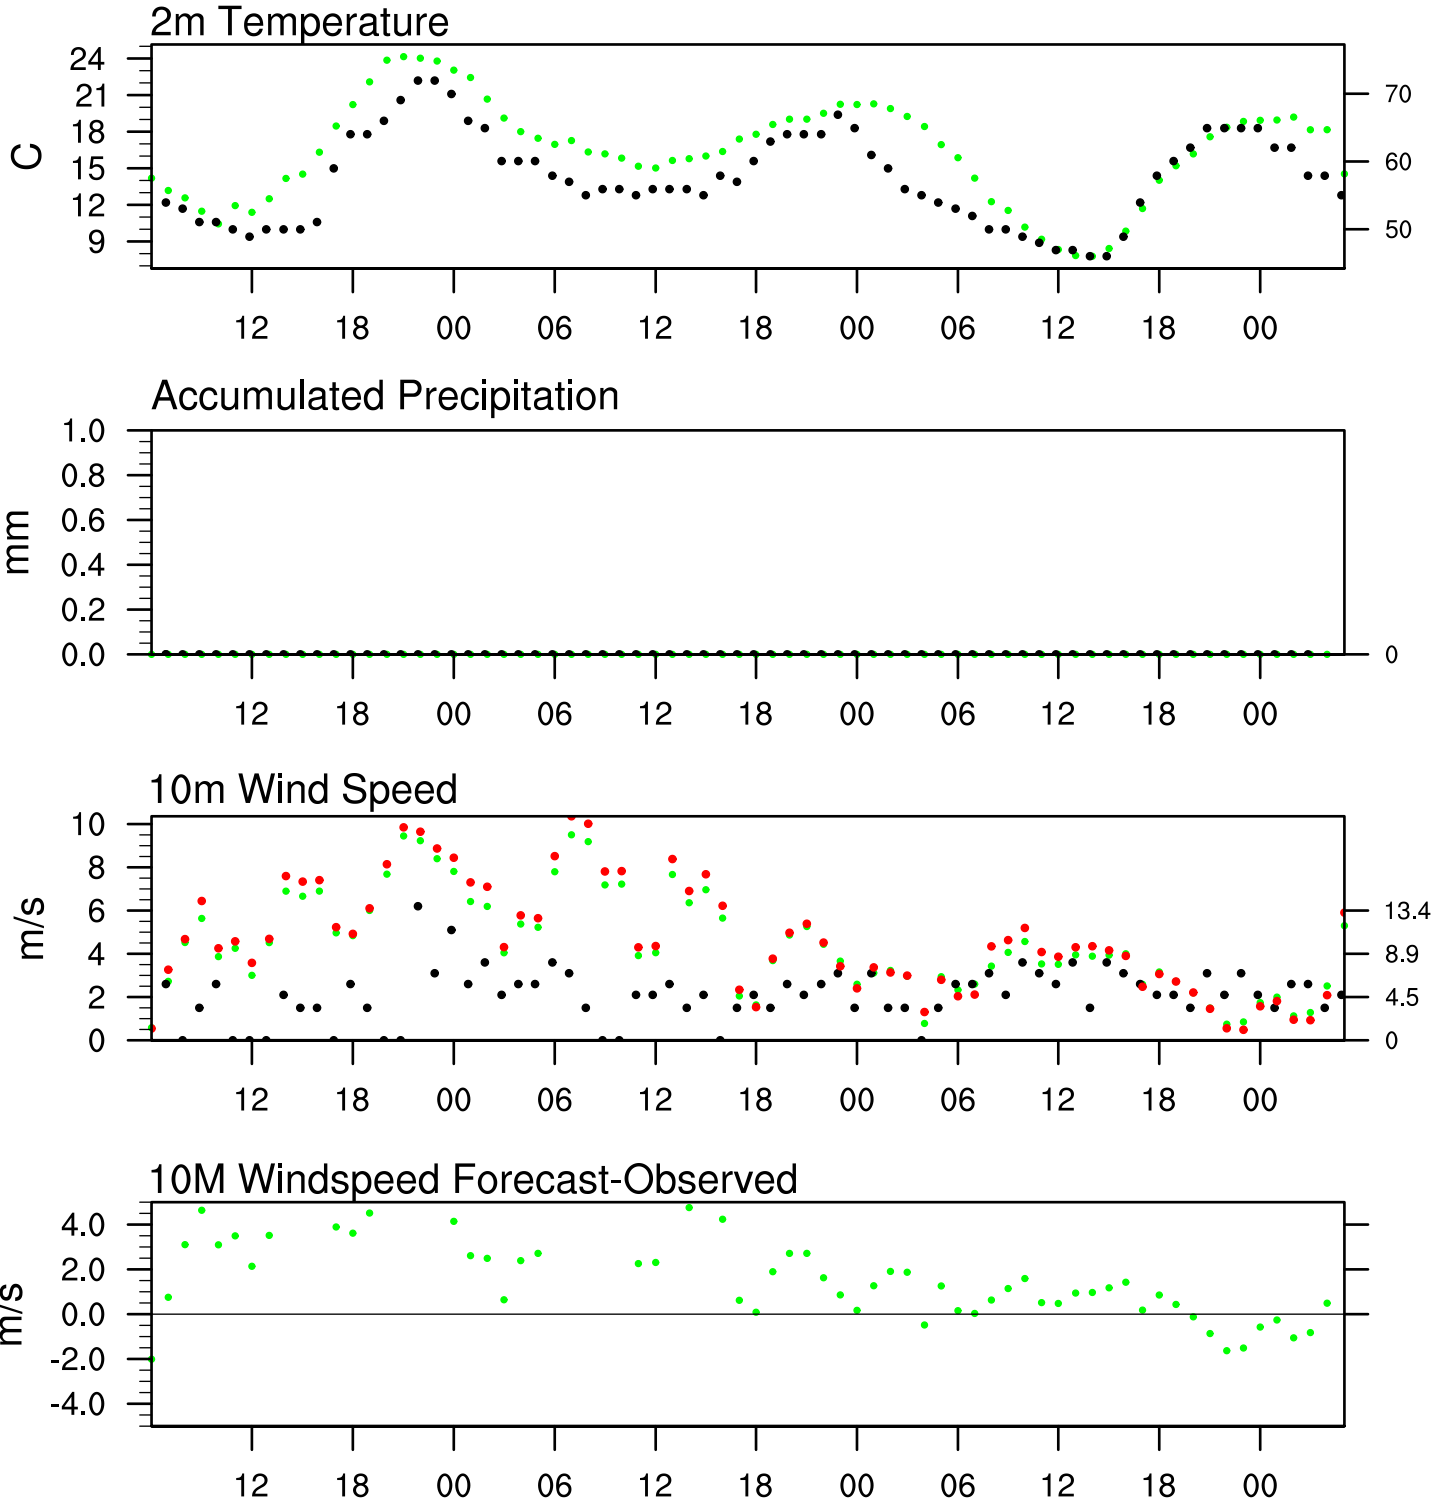 2m Temperature
24
21
18
15
12
9
C
70
60
50
12 18 00 06 12 18 00 06 12 18 00
Accumulated Precipitation
1.0
0.8
0.6
0.4
0.2
0.0
mm
0
12 18 00 06 12 18 00 06 12 18 00
10m Wind Speed
10
8
6
4
2
0
m/s
13.4
8.9
4.5
0
12 18 00 06 12 18 00 06 12 18 00
10M Windspeed Forecast-Observed
4.0
2.0
0.0
-2.0
-4.0
m/s
12 18 00 06 12 18 00 06 12 18 00